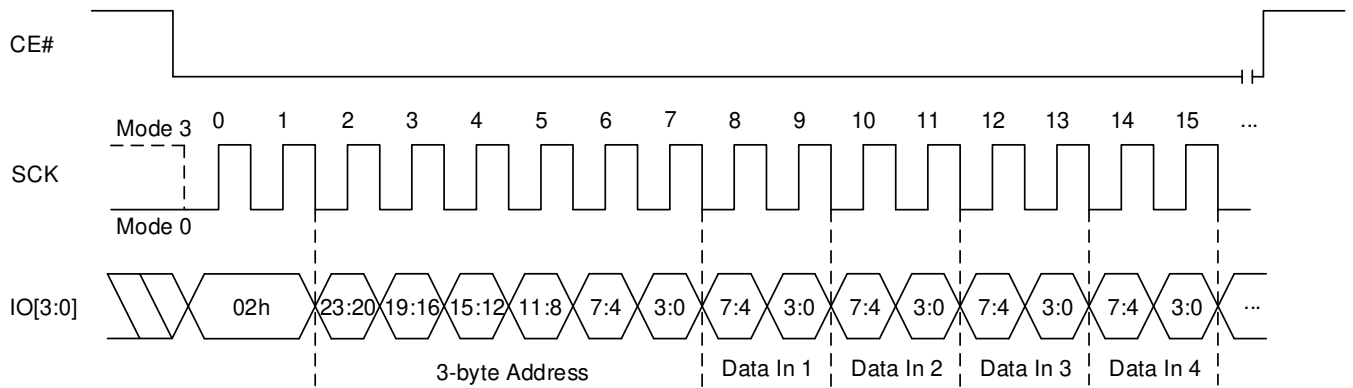 CE#
Mode 3 0 1 2 3 4 5 6 7 8 9 10 11 12 13 14 15 ...
SCK
Mode 0
IO[3:0] 02h 23:20 19:16 15:12 11:8 7:4 3:0 7:4 3:0 7:4 3:0 7:4 3:0 7:4 3:0 ...
3-byte Address Data In 1 Data In 2 Data In 3 Data In 4